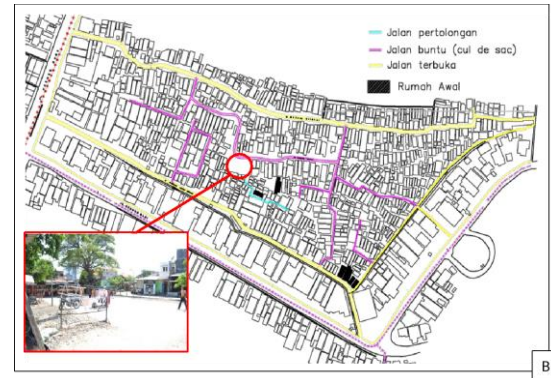 Jalan pertolongan
Jalan buntu (cul de sac)
Jalan terbuka
Rumah Awal
B